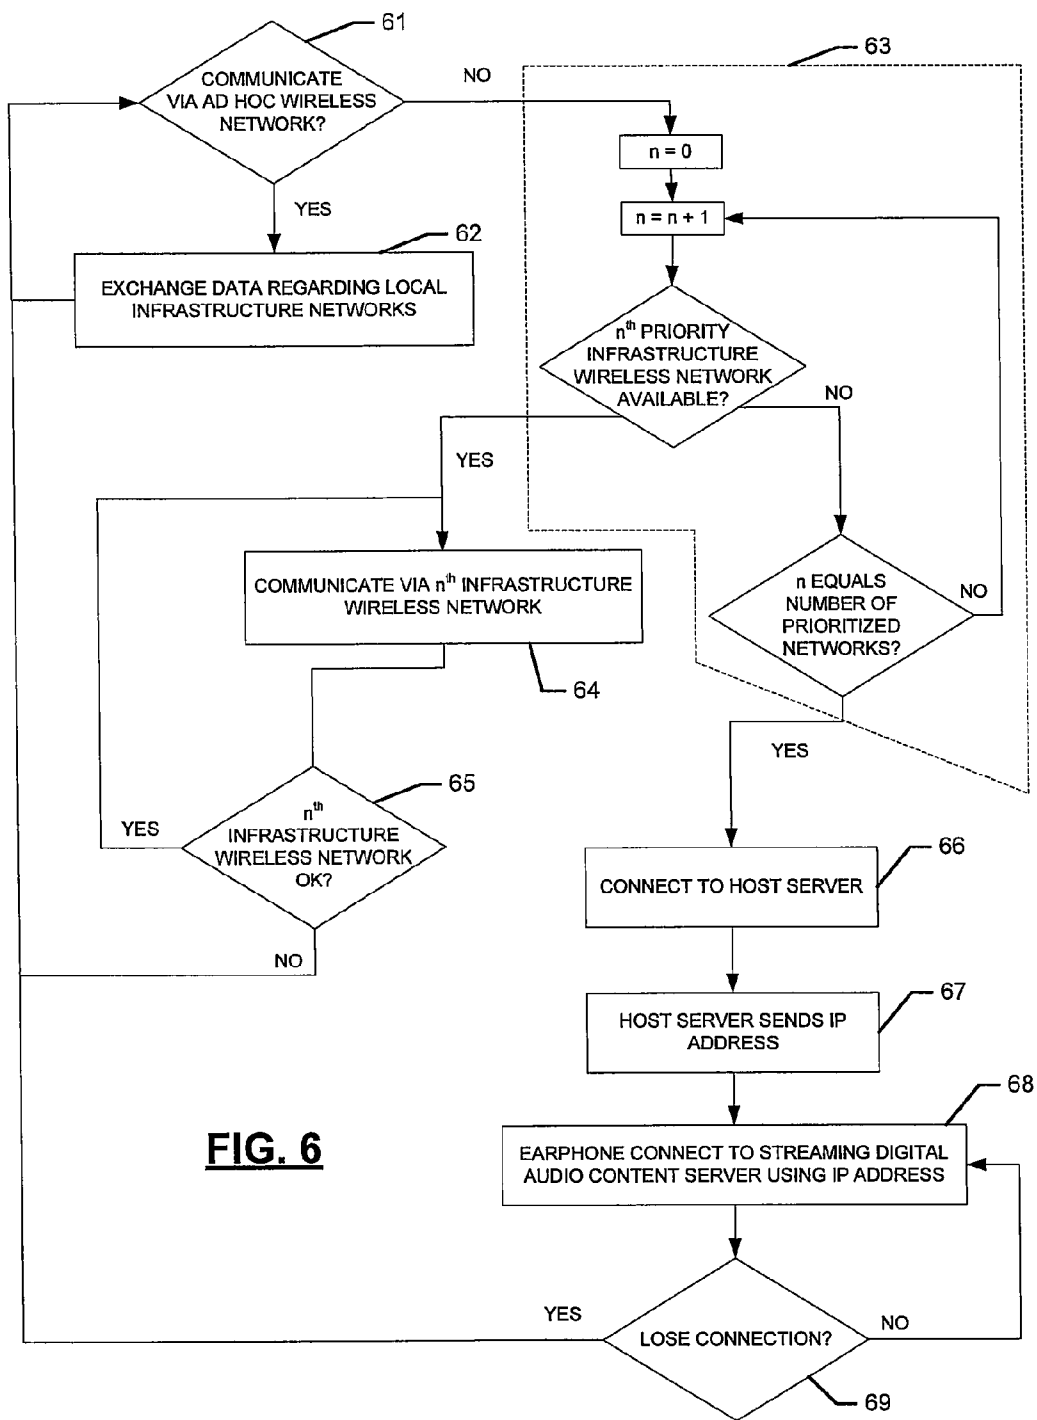 61
COMMUNICATE
VIA AD HOC WIRELESS
NETWORK?
NO
63
n = 0
n = n + 1
YES
62
EXCHANGE DATA REGARDING LOCAL
INFRASTRUCTURE NETWORKS
nth PRIORITY
INFRASTRUCTURE
WIRELESS NETWORK
AVAILABLE?
NO
YES
n EQUALS
NUMBER OF
PRIORITIZED
NETWORKS?
NO
COMMUNICATE VIA nth INFRASTRUCTURE
WIRELESS NETWORK
64
YES
65
nth
INFRASTRUCTURE
WIRELESS NETWORK
OK?
YES
NO
66
CONNECT TO HOST SERVER
67
HOST SERVER SENDS IP
ADDRESS
68
EARPHONE CONNECT TO STREAMING DIGITAL
AUDIO CONTENT SERVER USING IP ADDRESS
FIG. 6
YES
LOSE CONNECTION?
NO
69